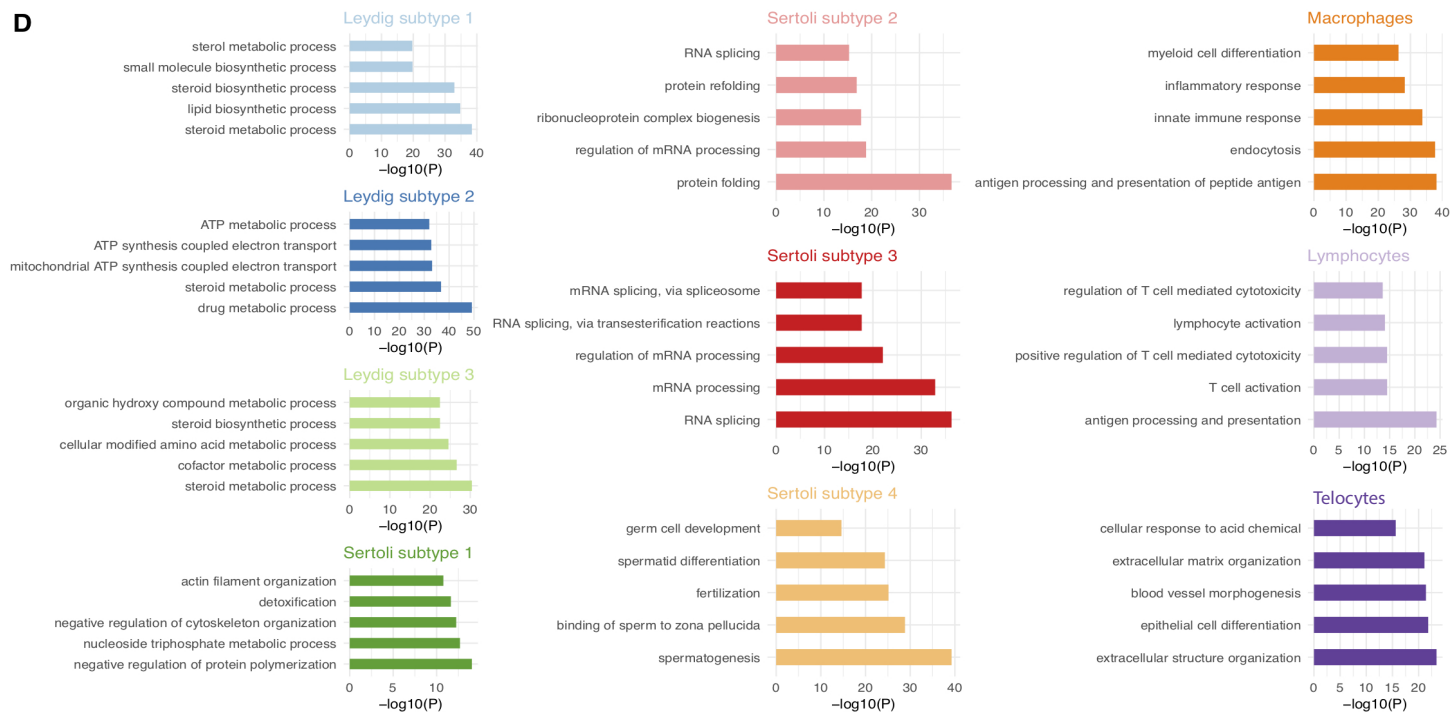 D
Leydig subtype 1
sterol metabolic process
small molecule biosynthetic process
steroid biosynthetic process
lipid biosynthetic process
steroid metabolic process
0 10 20 30 40
−log10(P)
Leydig subtype 2
ATP metabolic process
ATP synthesis coupled electron transport
mitochondrial ATP synthesis coupled electron transport
steroid metabolic process
drug metabolic process
0 10 20 30 40 50
−log10(P)
Leydig subtype 3
organic hydroxy compound metabolic process
steroid biosynthetic process
cellular modified amino acid metabolic process
cofactor metabolic process
steroid metabolic process
0 10 20 30
−log10(P)
Sertoli subtype 1
actin filament organization
detoxification
negative regulation of cytoskeleton organization
nucleoside triphosphate metabolic process
negative regulation of protein polymerization
0 5 10
−log10(P)
Sertoli subtype 2
RNA splicing
protein refolding
ribonucleoprotein complex biogenesis
regulation of mRNA processing
protein folding
0 10 20 30
−log10(P)
Sertoli subtype 3
mRNA splicing, via spliceosome
RNA splicing, via transesterification reactions
regulation of mRNA processing
mRNA processing
RNA splicing
0 10 20 30
−log10(P)
Sertoli subtype 4
germ cell development
spermatid differentiation
fertilization
binding of sperm to zona pellucida
spermatogenesis
0 10 20 30 40
−log10(P)
Macrophages
myeloid cell differentiation
inflammatory response
innate immune response
endocytosis
antigen processing and presentation of peptide antigen
0 10 20 30 40
−log10(P)
Lymphocytes
regulation of T cell mediated cytotoxicity
lymphocyte activation
positive regulation of T cell mediated cytotoxicity
T cell activation
antigen processing and presentation
0 5 10 15 20 25
−log10(P)
Telocytes
cellular response to acid chemical
extracellular matrix organization
blood vessel morphogenesis
epithelial cell differentiation
extracellular structure organization
0 5 10 15 20
−log10(P)